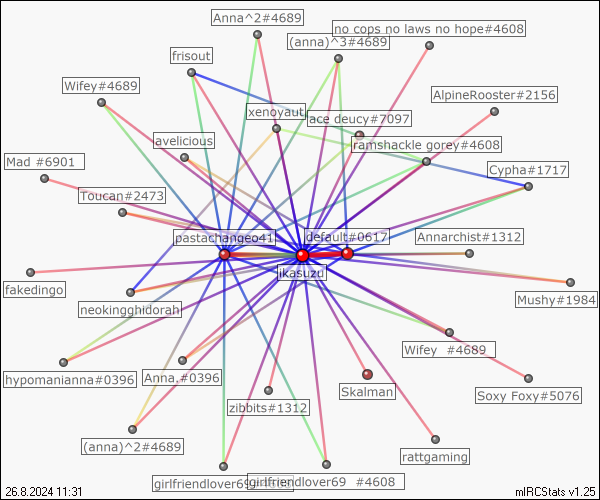 Anna^2#4689
no cops no laws no hope#4608
(anna)^3#4689
frisout
Wifey#4689
AlpineRooster#2156
xenoyaut
ace deucy#7097
avelicious
ramshackle gorey#4608
Mad #6901
Cypha#1717
Toucan#2473
pastachangeo41
default#0617
Annarchist#1312
ikasuzu
fakedingo
Mushy#1984
neokingghidorah
Wifey #4689
hypomanianna#0396
Anna.#0396
Skalman
Soxy Foxy#5076
zibbits#1312
(anna)^2#4689
rattgaming
girlfriendlover69
girlfriendlover69 #4608
26.8.2024 11:31
mIRCStats v1.25